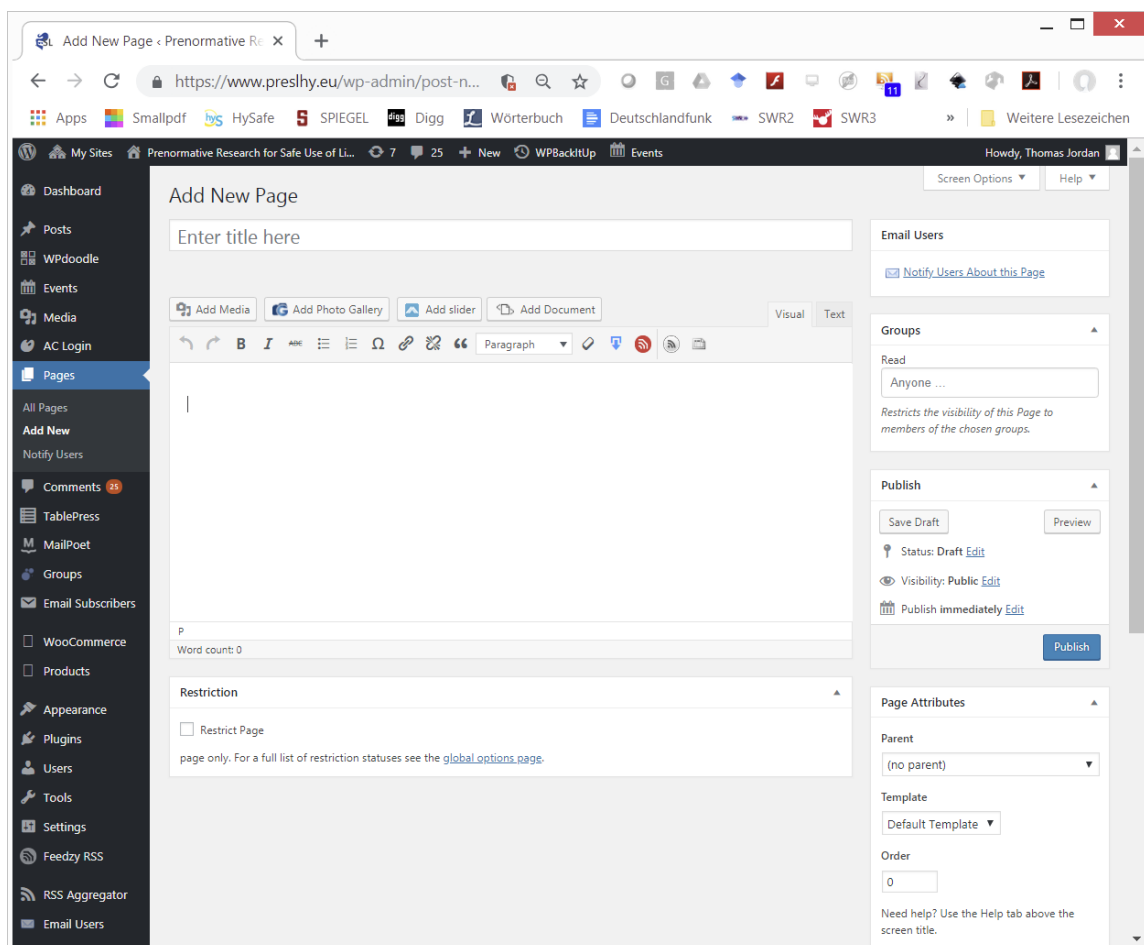 Add New Page ‹ Prenormative Re
https://www.preslhy.eu/wp-admin/post-n...
G
11
Apps Smallpdf hys HySafe S SPIEGEL digg Digg Wörterbuch Deutschlandfunk SWR2 SWR3 » Weitere Lesezeichen
My Sites Prenormative Research for Safe Use of Li... 7 25 + New WPBackItUp Events Howdy, Thomas Jordan
Screen Options ▼ Help ▼
Dashboard
Posts
WPdoodle
Events
Media
AC Login
Pages
All Pages
Add New
Notify Users
Comments 25
TablePress
MailPoet
Groups
Email Subscribers
WooCommerce
Products
Appearance
Plugins
Users
Tools
Settings
Feedzy RSS
RSS Aggregator
Email Users
Add New Page
Enter title here
Add Media Add Photo Gallery Add slider Add Document
Visual Text
B I ABC Ω Paragraph
P
Word count: 0
Restriction
Restrict Page
page only. For a full list of restriction statuses see the global options page.
Email Users
Notify Users About this Page
Groups
Read
Anyone ...
Restricts the visibility of this Page to
members of the chosen groups.
Publish
Save Draft Preview
Status: Draft Edit
Visibility: Public Edit
Publish immediately Edit
Publish
Page Attributes
Parent
(no parent)
Template
Default Template
Order
0
Need help? Use the Help tab above the
screen title.